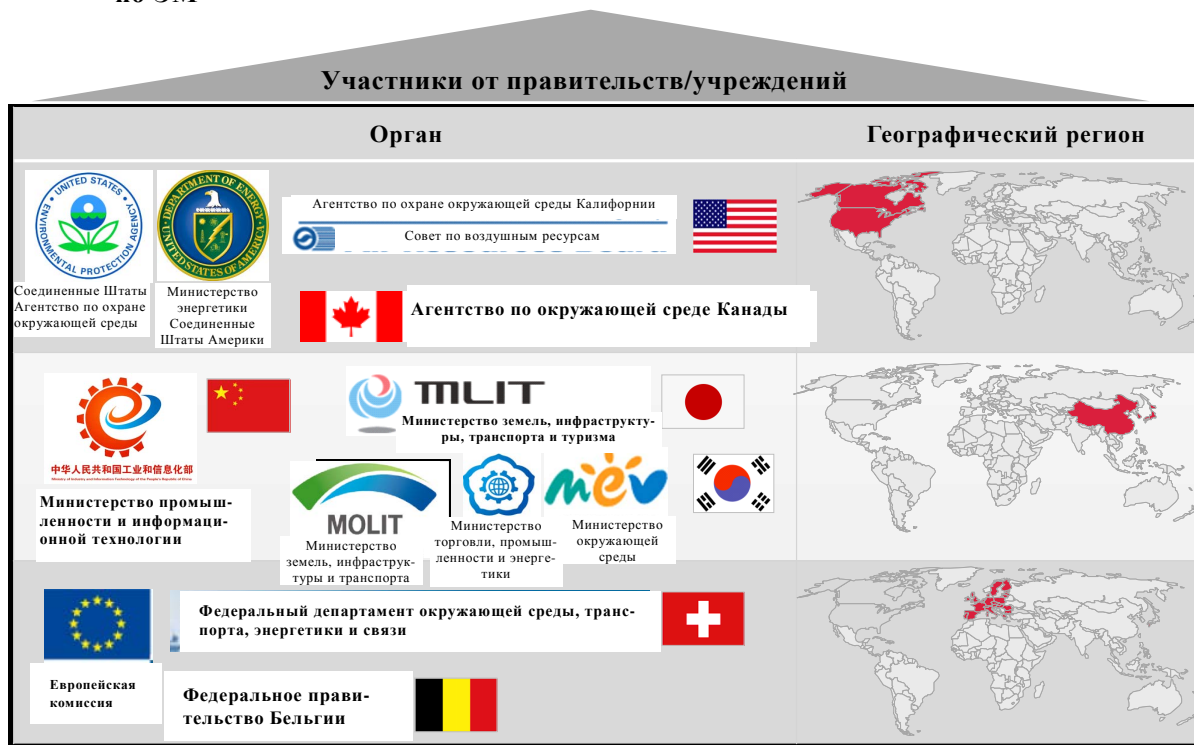 по ЭМ
Участники от правительств/учреждений
Орган
Географический регион
UNITED STATES
ENVIRONMENTAL PROTECTION AGENCY
DEPARTMENT OF ENERGY
UNITED STATES OF AMERICA
Агентство по охране окружающей среды Калифорнии
Совет по воздушным ресурсам
Соединенные Штаты
Агентство по охране
окружающей среды
Министерство
энергетики
Соединенные
Штаты Америки
Агентство по окружающей среде Канады
中华人民共和国工业和信息化部
Ministry of Industry and Information Technology of the People's Republic of China
Министерство промыш-
ленности и информаци-
онной технологии
MLIT
Министерство земель, инфраструкту-
ры, транспорта и туризма
MOLIT
Министерство
земель, инфраструк-
туры и транспорта
Министерство
торговли, промыш-
ленности и энерге-
тики
mev
Министерство
окружающей
среды
Федеральный департамент окружающей среды, транс-
порта, энергетики и связи
Европейская
комиссия
Федеральное прави-
тельство Бельгии